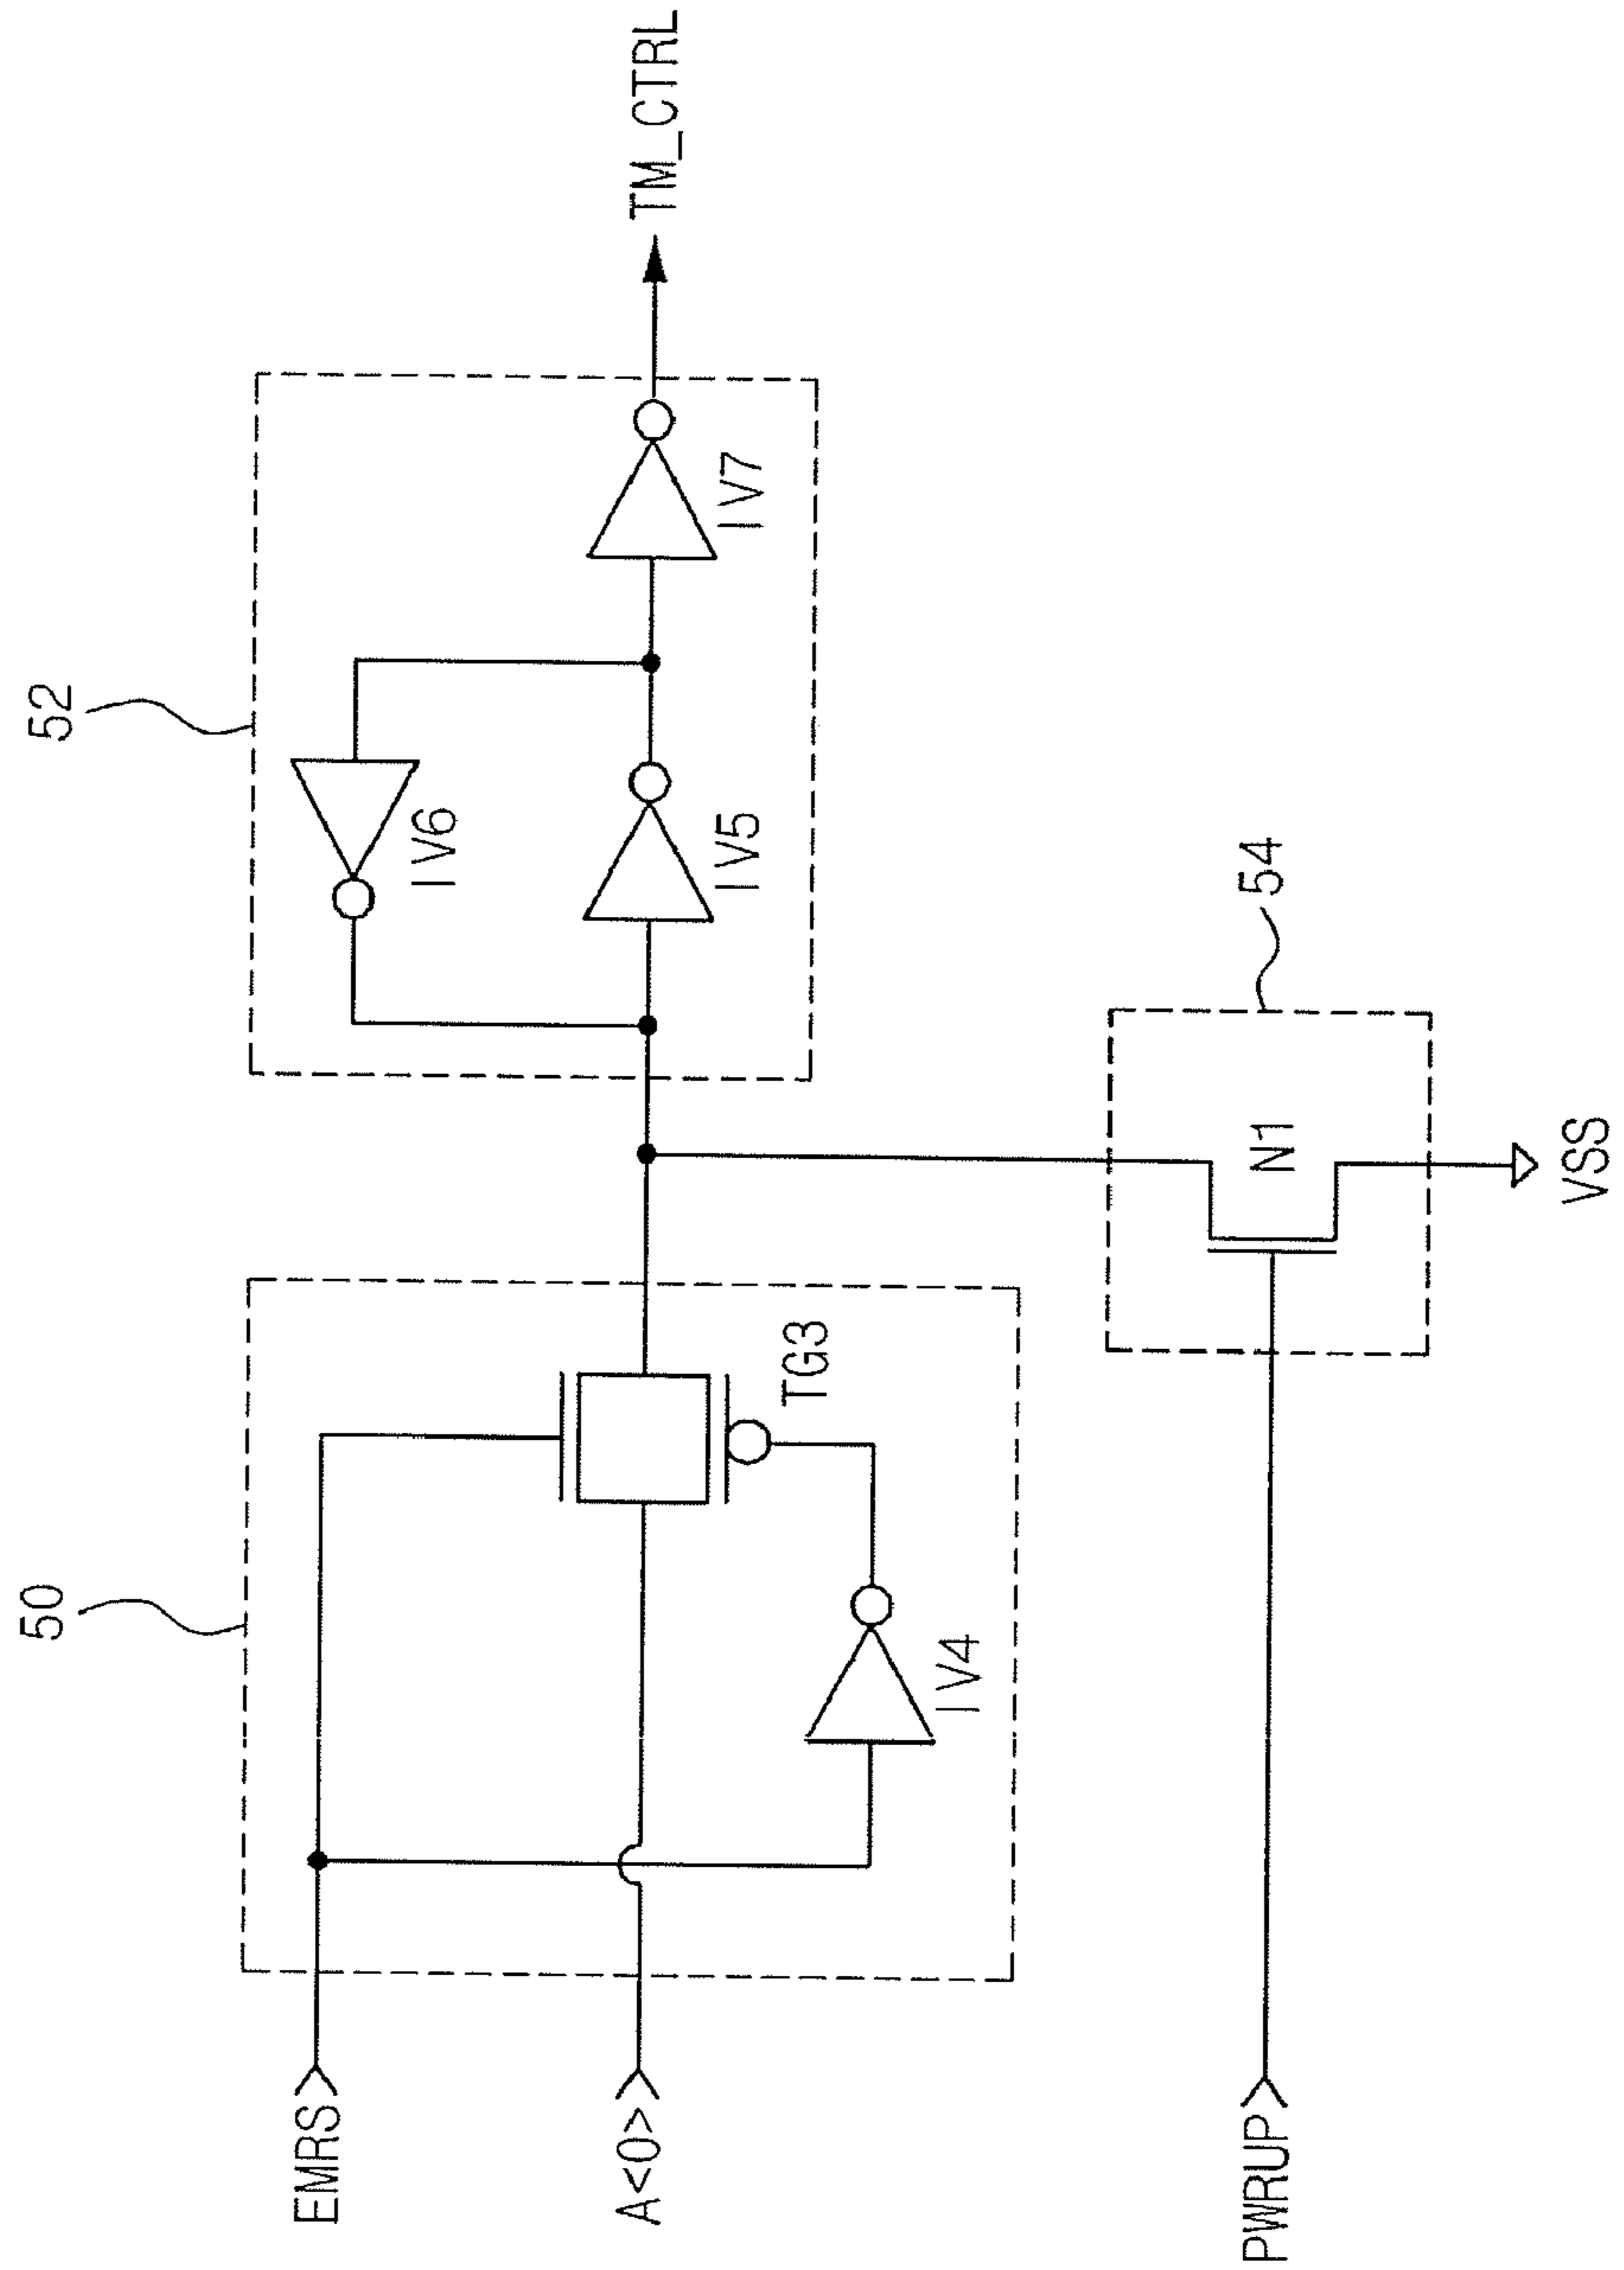 50
52
EMRS
A<0>
TG3
IV4
IV6
IV5
IV7
TM_CTRL
54
N1
PWRUP
VSS